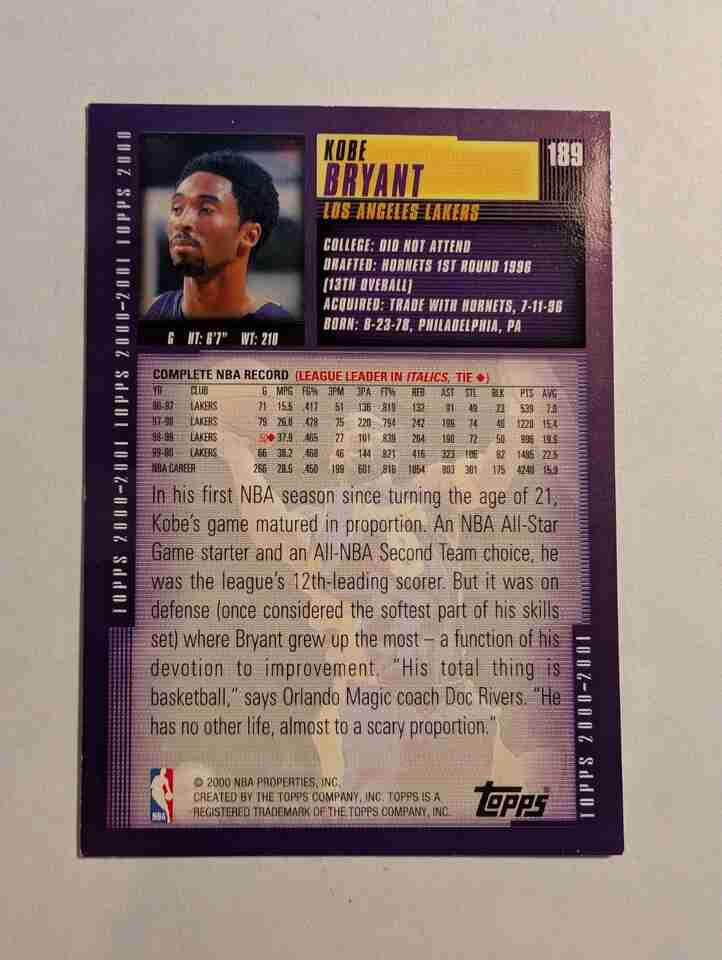 TOPPS 2000-2001 TOPPS 2000-2001 TOPPS 2000
KOBE
BRYANT
189
LOS ANGELES LAKERS
COLLEGE: DID NOT ATTEND
DRAFTED: HORNETS 1ST ROUND 1996
(13TH OVERALL)
ACQUIRED: TRADE WITH HORNETS, 7-11-96
BORN: 8-23-78, PHILADELPHIA, PA
G HT: 6'7" WT: 210
COMPLETE NBA RECORD (LEAGUE LEADER IN ITALICS, TIE ♦)
YR CLUB G MPG FG% 3PM 3PA FT% REB AST STL BLK PTS AVG
96-97 LAKERS 71 15.5 .417 51 136 .819 132 91 49 23 539 7.6
97-98 LAKERS 79 26.0 .428 75 220 .794 242 199 74 40 1220 15.4
98-99 LAKERS 50♦ 37.9 .465 27 101 .839 264 190 72 50 996 19.9
99-00 LAKERS 66 38.2 .468 46 144 .821 416 323 106 62 1485 22.5
NBA CAREER 266 28.5 .450 199 601 .816 1054 803 301 175 4240 15.9
In his first NBA season since turning the age of 21,
Kobe's game matured in proportion. An NBA All-Star
Game starter and an All-NBA Second Team choice, he
was the league's 12th-leading scorer. But it was on
defense (once considered the softest part of his skills
set) where Bryant grew up the most – a function of his
devotion to improvement. "His total thing is
basketball," says Orlando Magic coach Doc Rivers. "He
has no other life, almost to a scary proportion."
TOPPS 2000-2001
NBA
© 2000 NBA PROPERTIES, INC.
CREATED BY THE TOPPS COMPANY, INC. TOPPS IS A
REGISTERED TRADEMARK OF THE TOPPS COMPANY, INC.
Topps